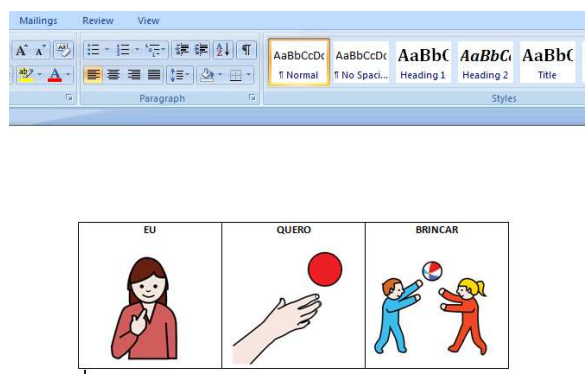 Mailings Review View
AaBbCcDc AaBbCcDc AaBbC AaBbCc AaBbC
¶ Normal ¶ No Spaci... Heading 1 Heading 2 Title
Paragraph Styles
EU QUERO BRINCAR